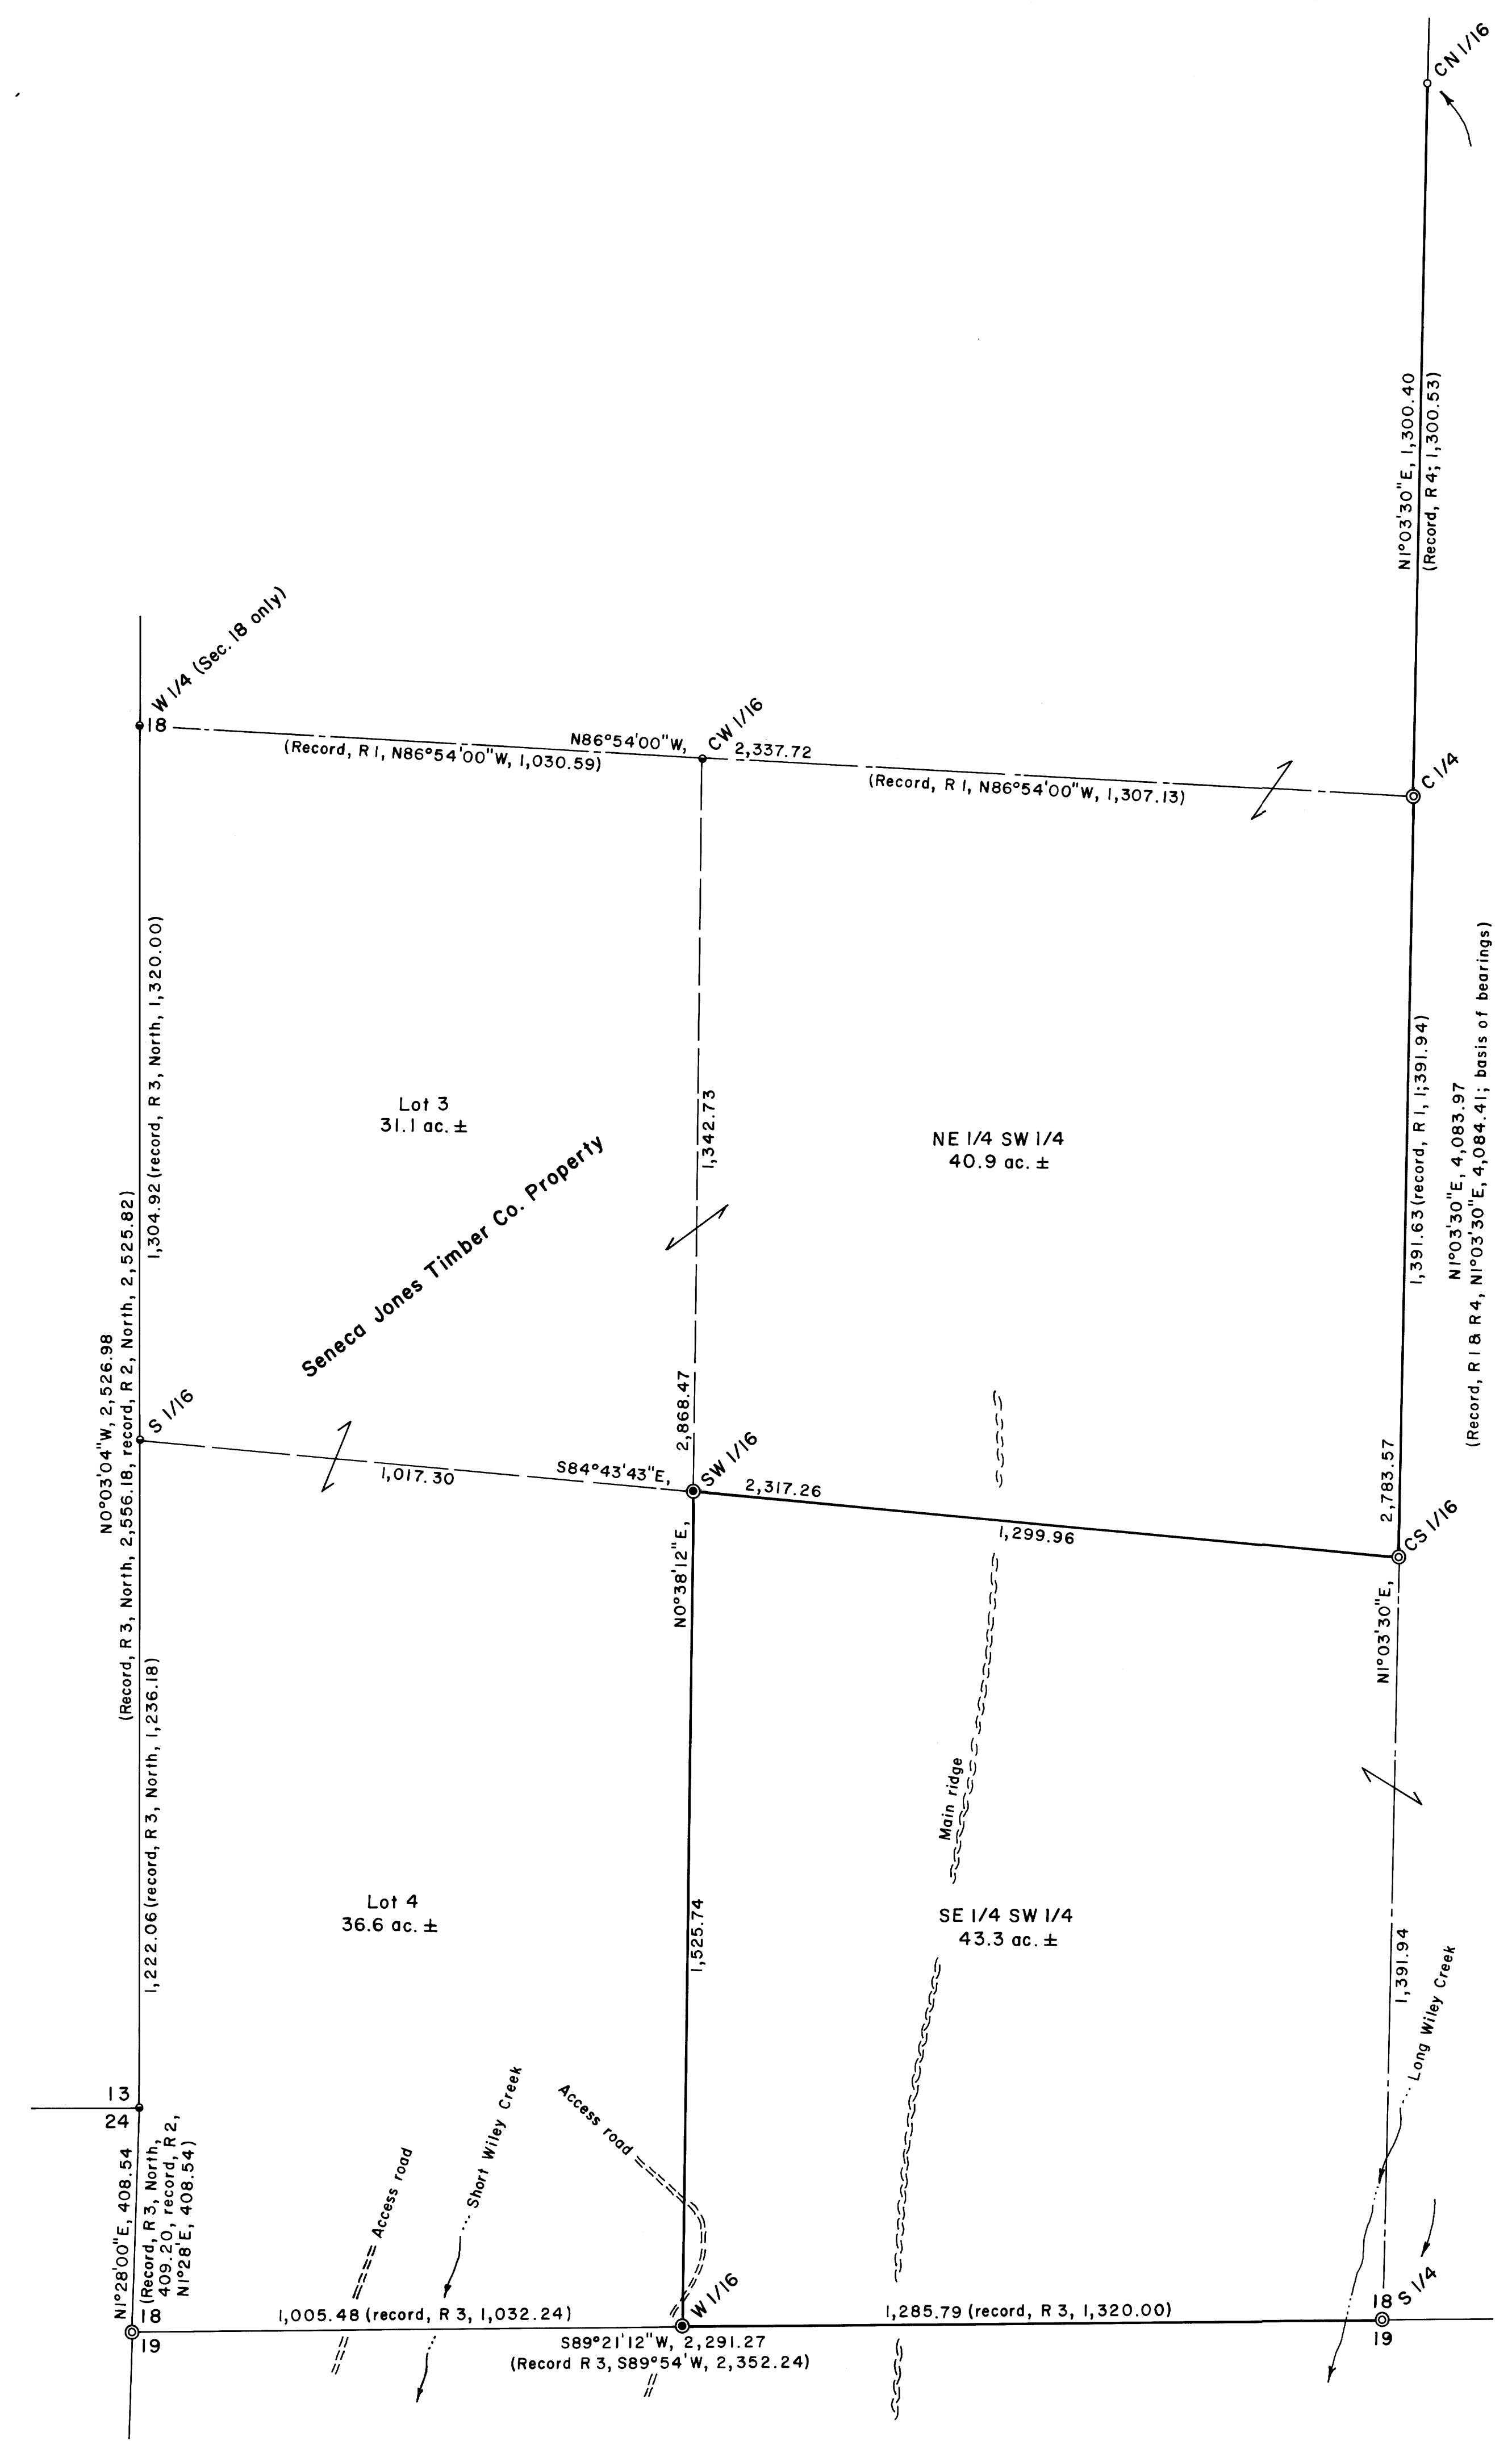 CN 1/16
N1°03'30"E, 1,300.40
(Record, R 4; 1,300.53)
W 1/4 (Sec. 18 only)
18
N86°54'00"W,
CW 1/16
2,337.72
(Record, R 1, N86°54'00"W, 1,030.59)
(Record, R 1, N86°54'00"W, 1,307.13)
C 1/4
1,304.92 (record, R 3, North, 1,320.00)
Lot 3
31.1 ac. ±
Seneca Jones Timber Co. Property
1,342.73
NE 1/4 SW 1/4
40.9 ac. ±
1,391.63 (record, R 1, 1;391.94)
N1°03'30"E, 4,083.97
(Record, R 1 & R 4, N1°03'30"E, 4,084.41; basis of bearings)
N0°03'04"W, 2,526.98
(Record, R 3, North, 2,556.18, record, R 2, North, 2,525.82)
S 1/16
1,017.30
S84°43'43"E,
2,868.47
SW 1/16
2,317.26
1,299.96
2,783.57
CS 1/16
N0°38'12"E,
N1°03'30"E,
1,222.06 (record, R 3, North, 1,236.18)
Main ridge
Lot 4
36.6 ac. ±
1,525.74
SE 1/4 SW 1/4
43.3 ac. ±
1,391.94
Long Wiley Creek
13
24
N1°28'00"E, 408.54
(Record, R 3, North,
409.20, record, R 2,
N1°28'E, 408.54)
Access road
Short Wiley Creek
Access road
W 1/16
18
19
1,005.48 (record, R 3, 1,032.24)
1,285.79 (record, R 3, 1,320.00)
18
S 1/4
19
S89°21'12"W, 2,291.27
(Record R 3, S89°54'W, 2,352.24)